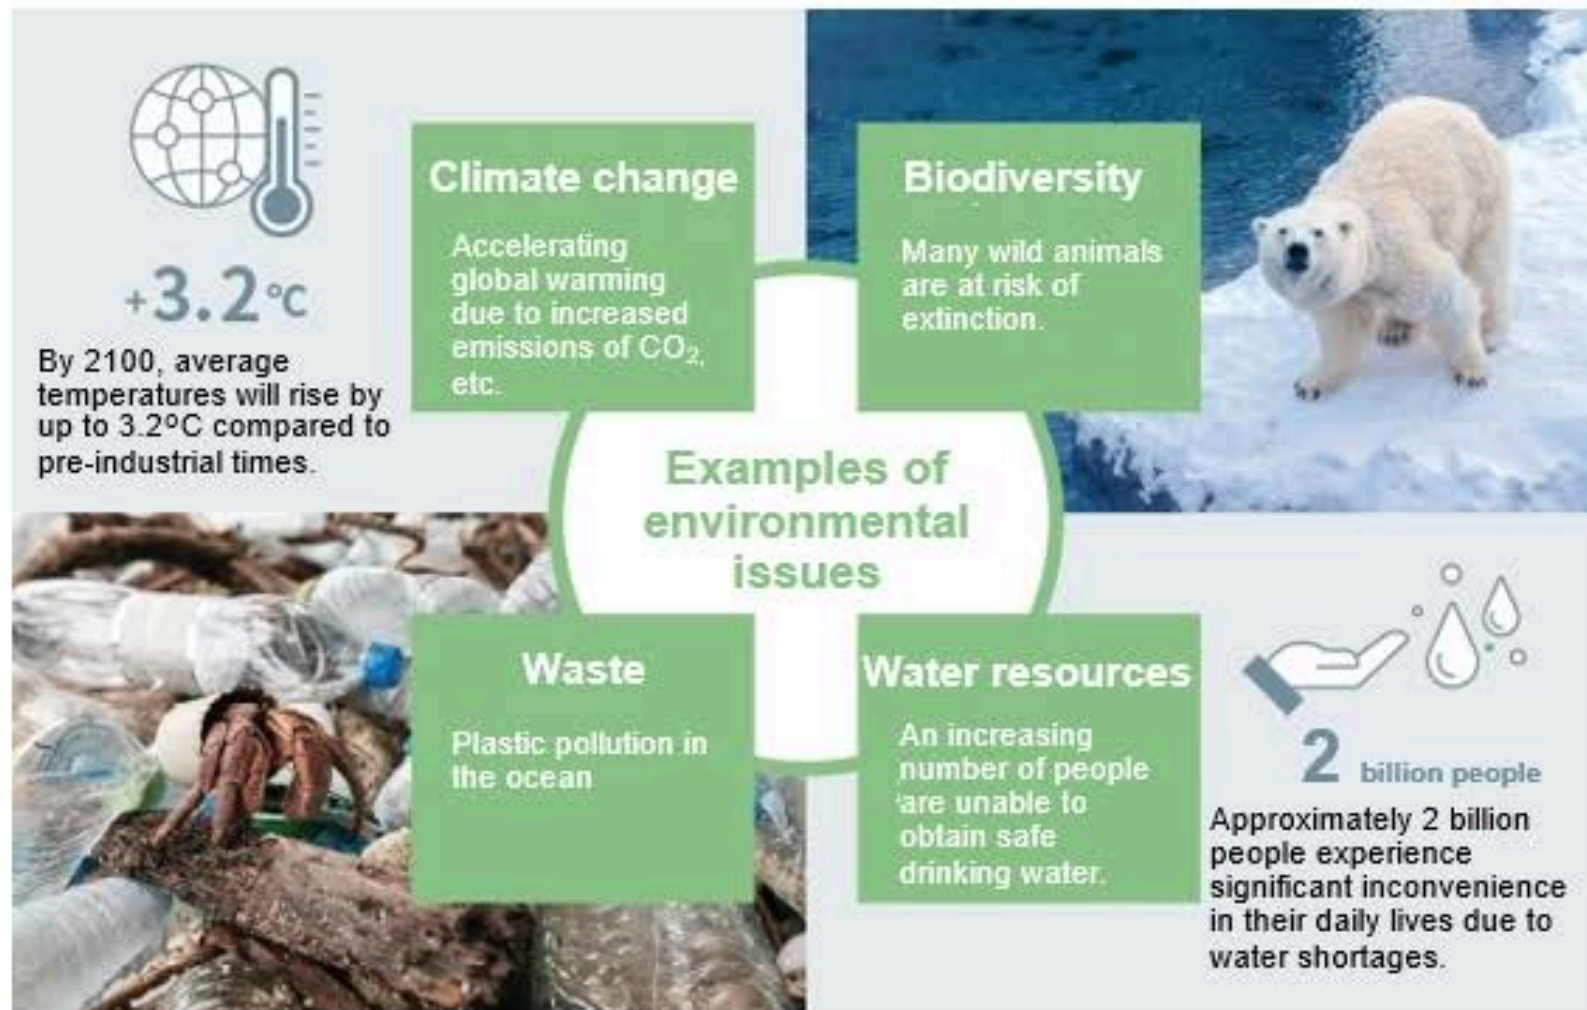 Climate change
Accelerating
global warming
due to increased
emissions of CO₂,
etc.
+3.2°C
By 2100, average
temperatures will rise by
up to 3.2°C compared to
pre-industrial times.
Biodiversity
Many wild animals
are at risk of
extinction.
Examples of
environmental
issues
Waste
Plastic pollution in
the ocean
Water resources
An increasing
number of people
are unable to
obtain safe
drinking water.
2 billion people
Approximately 2 billion
people experience
significant inconvenience
in their daily lives due to
water shortages.